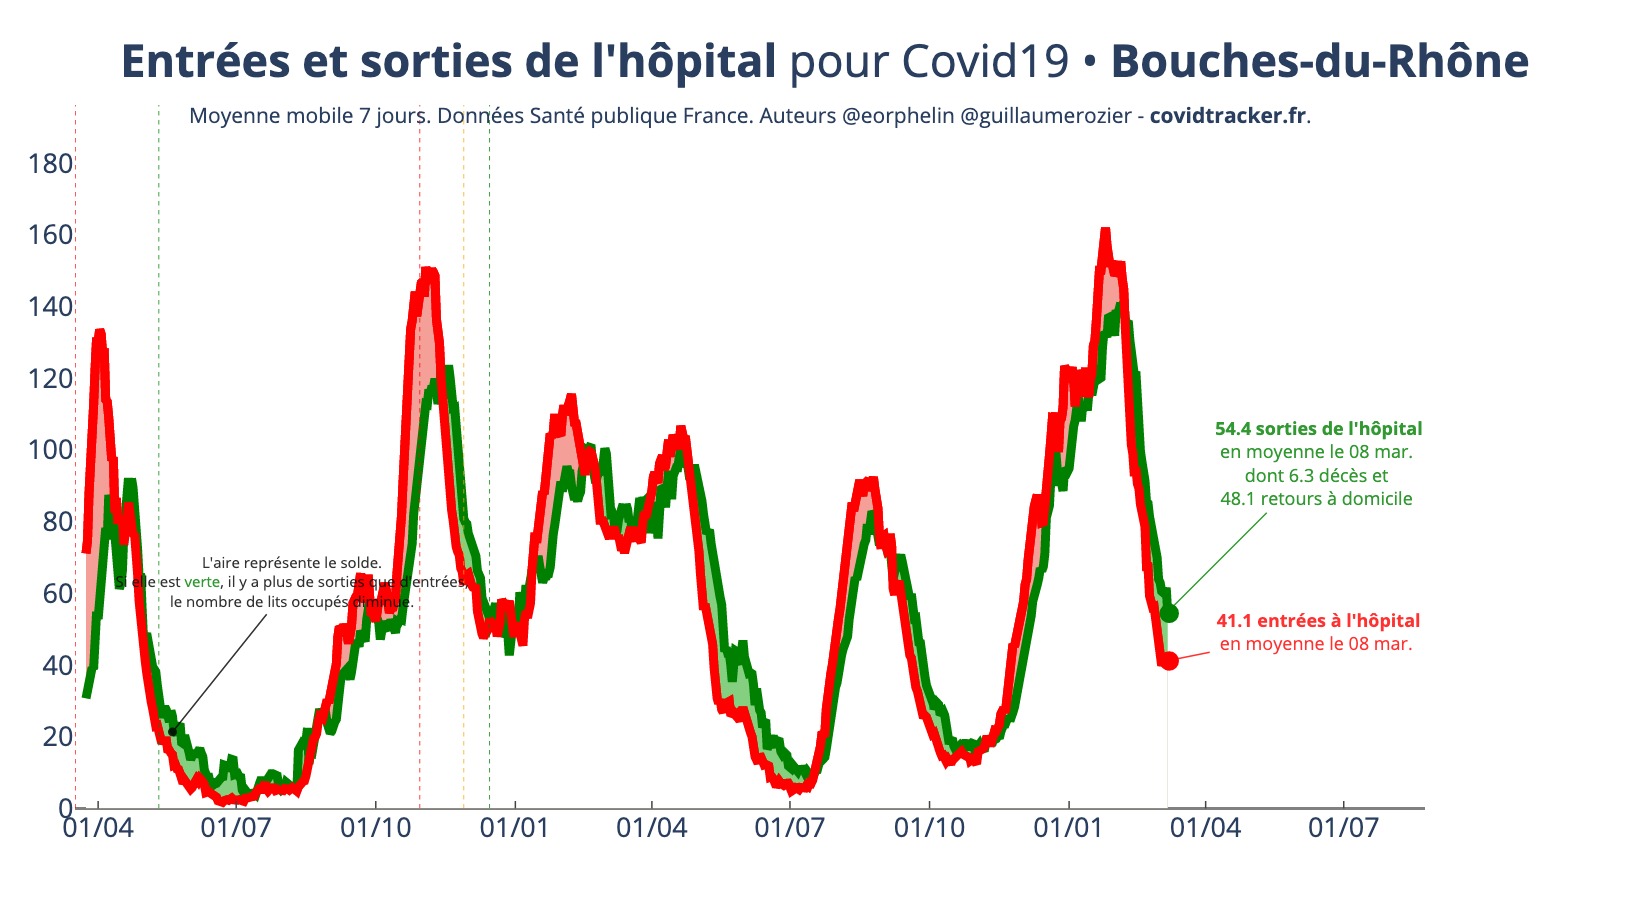 Entrées et sorties de l'hôpital pour Covid19 • Bouches-du-Rhône
Moyenne mobile 7 jours. Données Santé publique France. Auteurs @eorphelin @guillaumerozier - covidtracker.fr.
180
160
140
120
100
80
60
40
20
0
L'aire représente le solde.
Si elle est verte, il y a plus de sorties que d'entrées,
le nombre de lits occupés diminue.
54.4 sorties de l'hôpital
en moyenne le 08 mar.
dont 6.3 décès et
48.1 retours à domicile
41.1 entrées à l'hôpital
en moyenne le 08 mar.
01/04 01/07 01/10 01/01 01/04 01/07 01/10 01/01 01/04 01/07